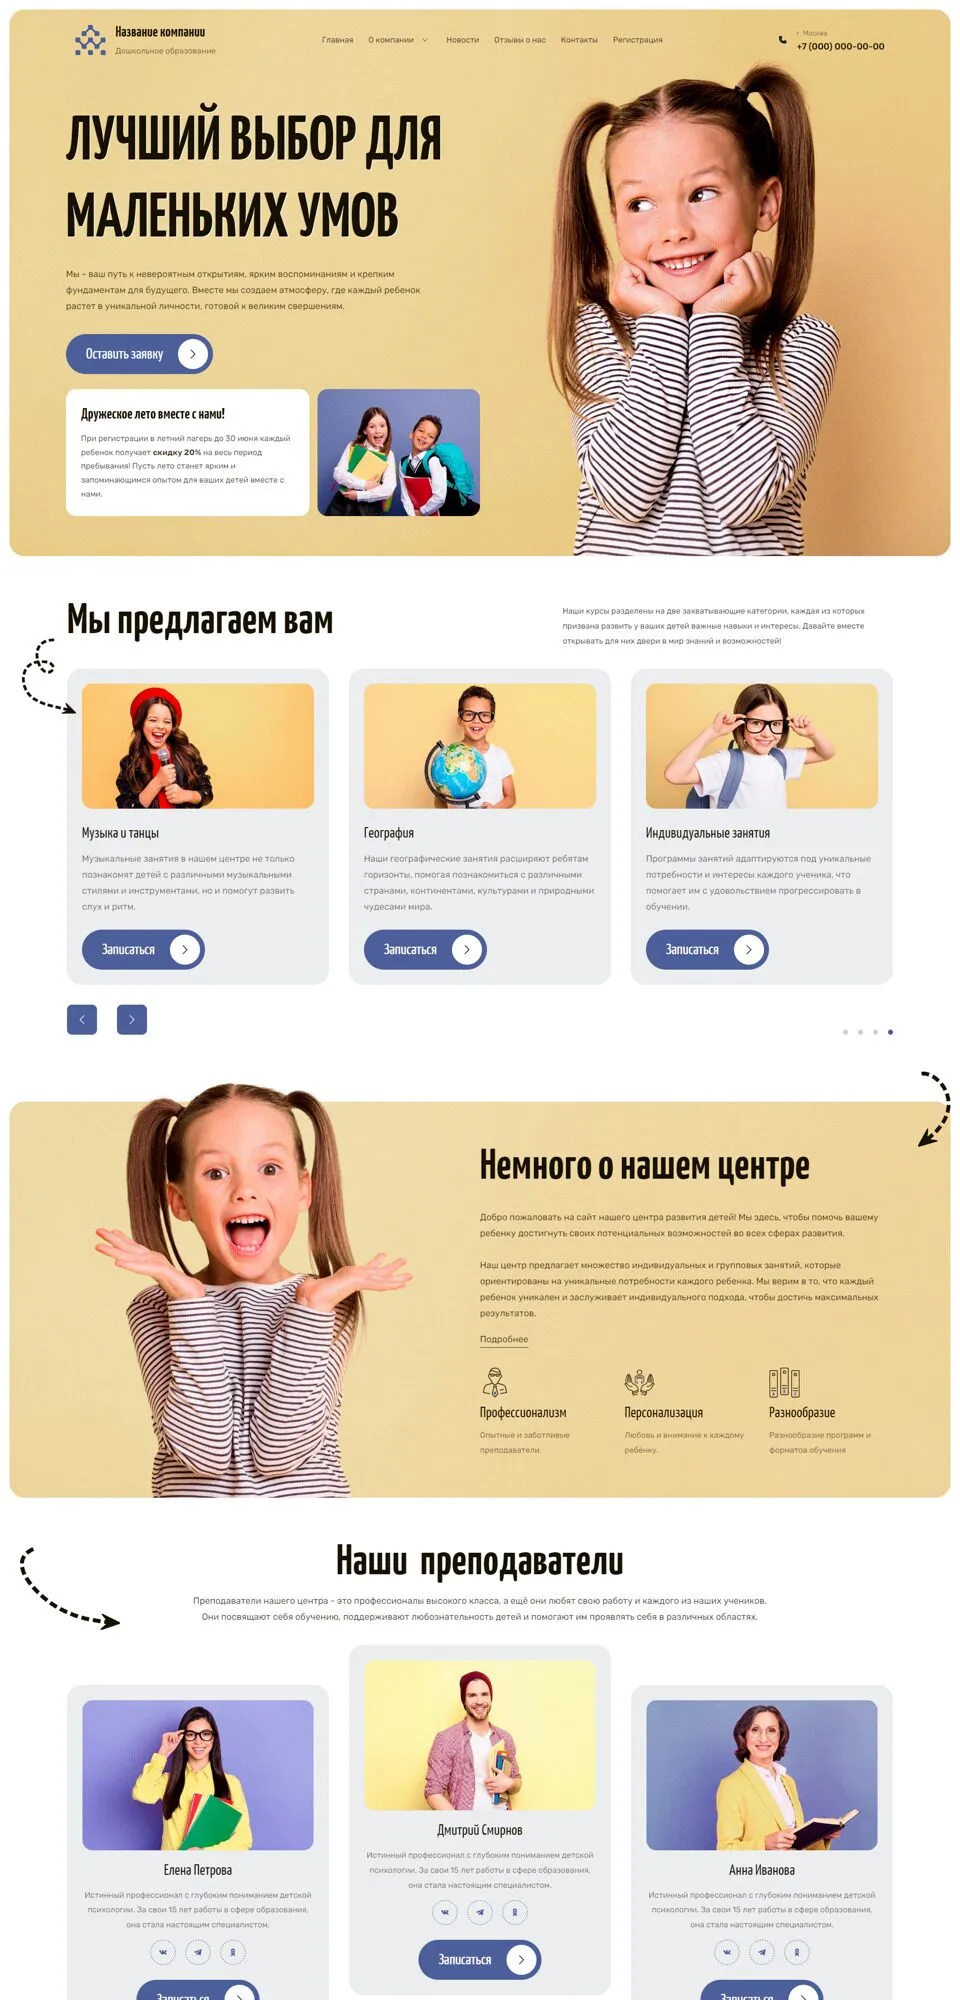 Название компании
Дошкольное образование
Главная О компании Новости Отзывы о нас Контакты Регистрация
г. Москва
+7 (000) 000-00-00
ЛУЧШИЙ ВЫБОР ДЛЯ
МАЛЕНЬКИХ УМОВ
Мы - ваш путь к невероятным открытиям, ярким воспоминаниям и крепким
фундаментам для будущего. Вместе мы создаем атмосферу, где каждый ребенок
растет в уникальной личности, готовой к великим свершениям.
Оставить заявку
Дружеское лето вместе с нами!
При регистрации в летний лагерь до 30 июня каждый
ребенок получает скидку 20% на весь период
пребывания! Пусть лето станет ярким и
запоминающимся опытом для ваших детей вместе с
нами.
Мы предлагаем вам
Наши курсы разделены на две захватывающие категории, каждая из которых
призвана развить у ваших детей важные навыки и интересы. Давайте вместе
открывать для них двери в мир знаний и возможностей!
Музыка и танцы
Музыкальные занятия в нашем центре не только
познакомят детей с различными музыкальными
стилями и инструментами, но и помогут развить
слух и ритм.
Записаться
География
Наши географические занятия расширяют ребятам
горизонты, помогая познакомиться с различными
странами, континентами, культурами и природными
чудесами мира.
Записаться
Индивидуальные занятия
Программы занятий адаптируются под уникальные
потребности и интересы каждого ученика, что
помогает им с удовольствием прогрессировать в
обучении.
Записаться
Немного о нашем центре
Добро пожаловать на сайт нашего центра развития детей! Мы здесь, чтобы помочь вашему
ребенку достигнуть своих потенциальных возможностей во всех сферах развития.
Наш центр предлагает множество индивидуальных и групповых занятий, которые
ориентированы на уникальные потребности каждого ребенка. Мы верим в то, что каждый
ребенок уникален и заслуживает индивидуального подхода, чтобы достичь максимальных
результатов.
Подробнее
Профессионализм
Опытные и заботливые
преподаватели.
Персонализация
Любовь и внимание к каждому
ребёнку.
Разнообразие
Разнообразие программ и
форматов обучения
Наши преподаватели
Преподаватели нашего центра - это профессионалы высокого класса, а ещё они любят свою работу и каждого из наших учеников.
Они посвящают себя обучению, поддерживают любознательность детей и помогают им проявлять себя в различных областях.
Елена Петрова
Истинный профессионал с глубоким пониманием детской
психологии. За свои 15 лет работы в сфере образования,
она стала настоящим специалистом.
Записаться
Дмитрий Смирнов
Истинный профессионал с глубоким пониманием детской
психологии. За свои 15 лет работы в сфере образования,
она стала настоящим специалистом.
Записаться
Анна Иванова
Истинный профессионал с глубоким пониманием детской
психологии. За свои 15 лет работы в сфере образования,
она стала настоящим специалистом.
Записаться